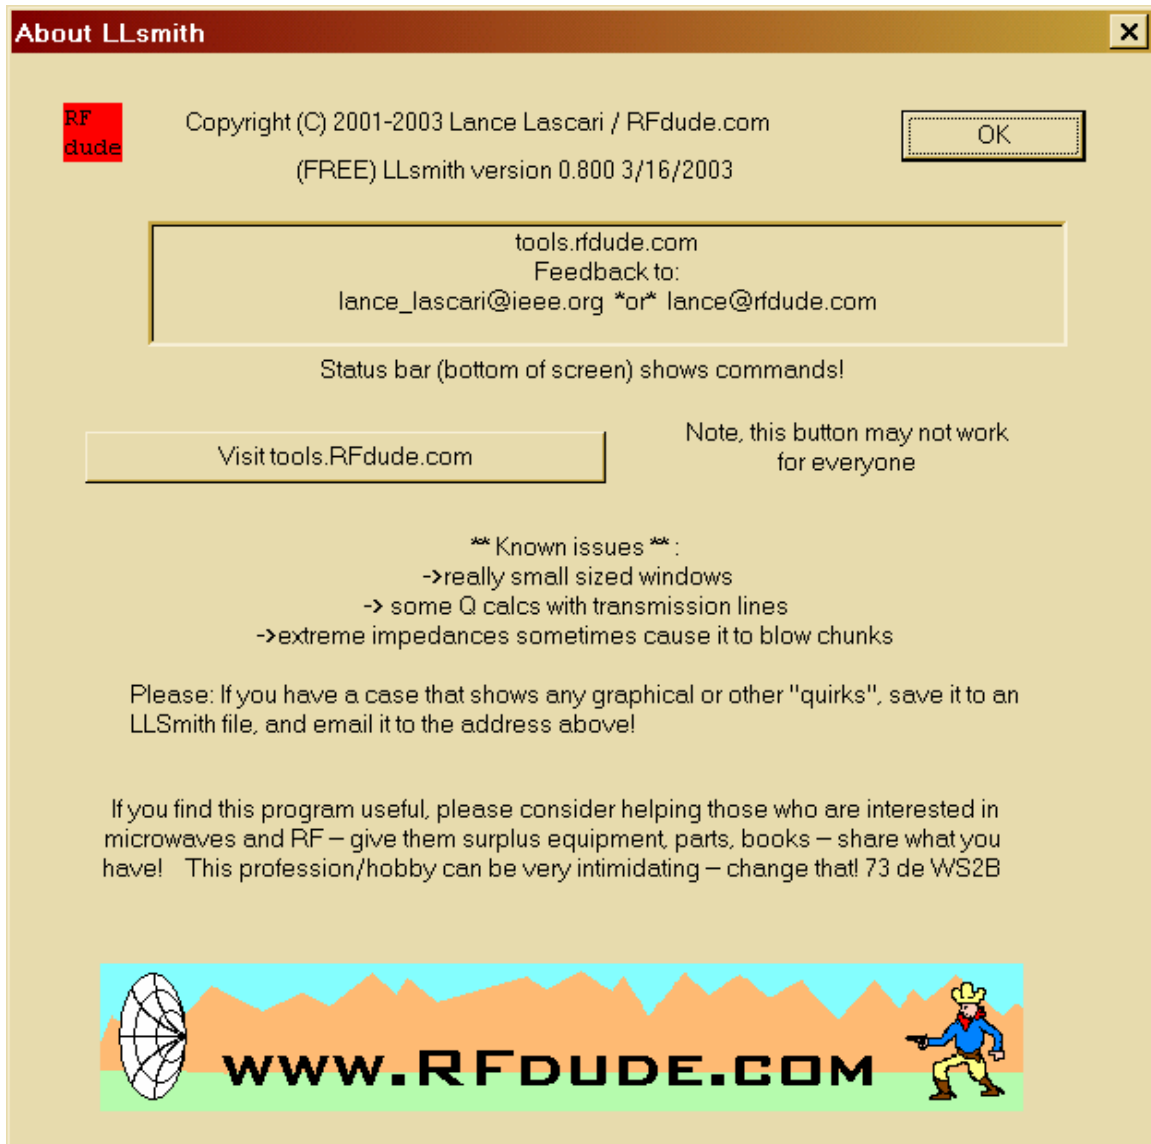 About LLsmith
RF
dude
Copyright (C) 2001-2003 Lance Lascari / RFdude.com
OK
(FREE) LLsmith version 0.800 3/16/2003
tools.rfdude.com
Feedback to:
lance_lascari@ieee.org *or* lance@rfdude.com
Status bar (bottom of screen) shows commands!
Visit tools.RFdude.com
Note, this button may not work
for everyone
** Known issues ** :
->really small sized windows
-> some Q calcs with transmission lines
->extreme impedances sometimes cause it to blow chunks
Please: If you have a case that shows any graphical or other "quirks", save it to an
LLSmith file, and email it to the address above!
If you find this program useful, please consider helping those who are interested in
microwaves and RF – give them surplus equipment, parts, books – share what you
have!   This profession/hobby can be very intimidating – change that! 73 de WS2B
www.RFdude.com